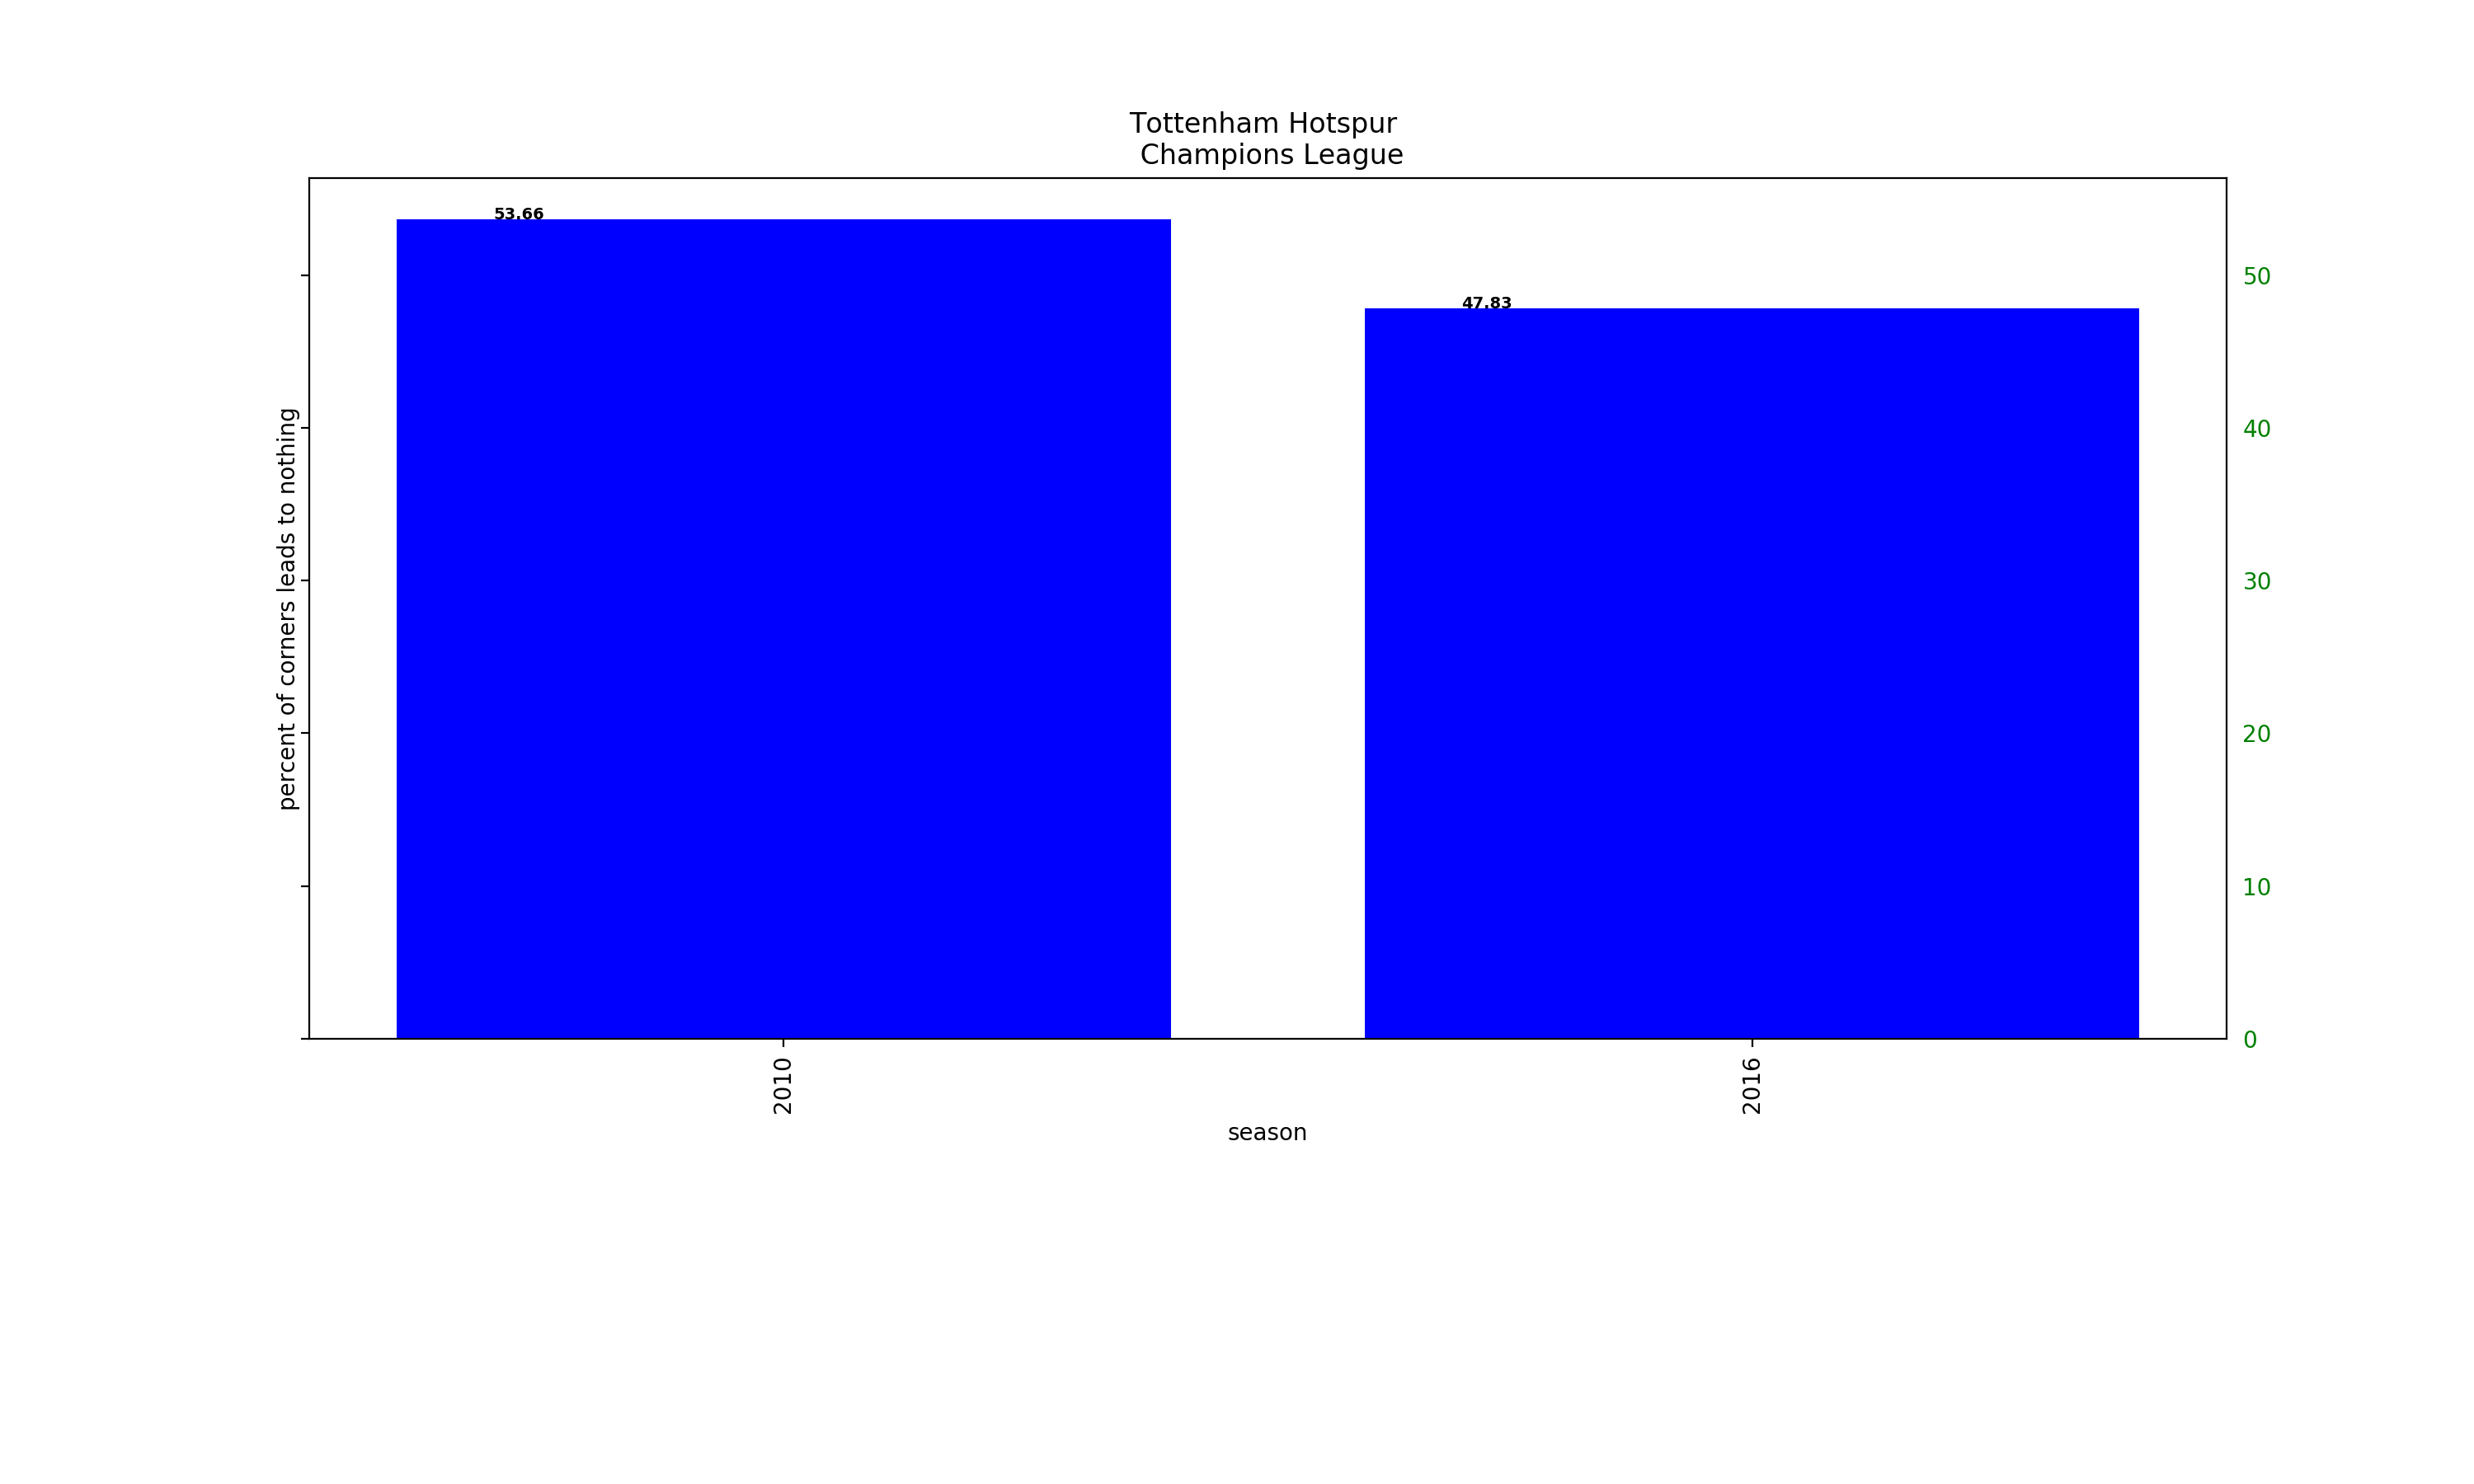 Tottenham Hotspur
Champions League
53.66
47.83
percent of corners leads to nothing
50
40
30
20
10
0
2010
2016
season